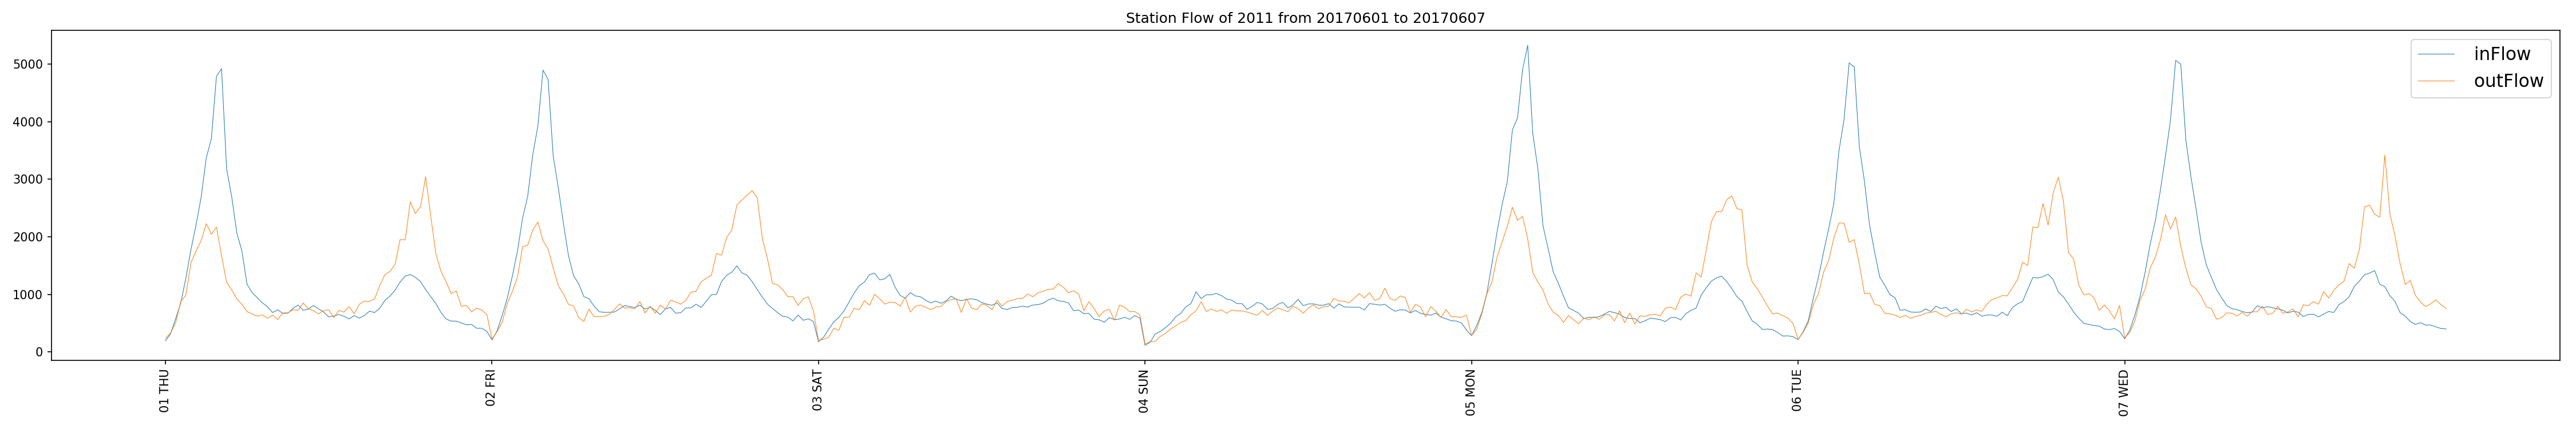 Station Flow of 2011 from 20170601 to 20170607
inFlow
outFlow
5000
4000
3000
2000
1000
0
01 THU
02 FRI
03 SAT
04 SUN
05 MON
06 TUE
07 WED